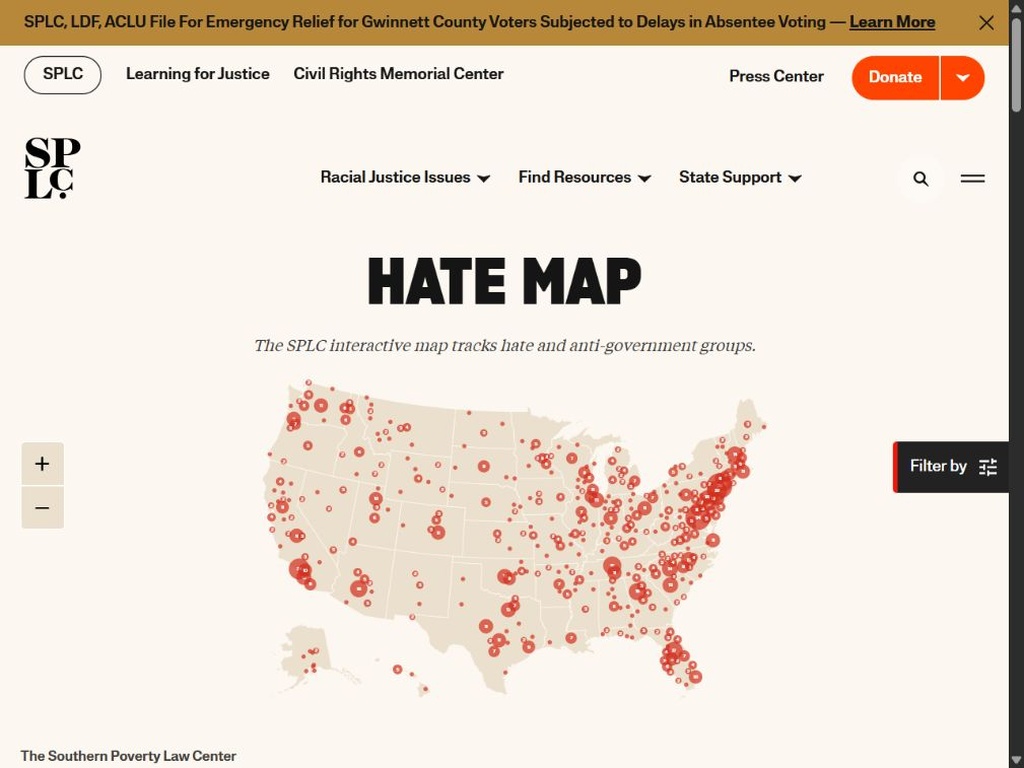 SPLC, LDF, ACLU File For Emergency Relief for Gwinnett County Voters Subjected to Delays in Absentee Voting — Learn More
SPLC
Learning for Justice
Civil Rights Memorial Center
Press Center
Donate
SP
LC
Racial Justice Issues
Find Resources
State Support
HATE MAP
The SPLC interactive map tracks hate and anti-government groups.
Filter by
The Southern Poverty Law Center